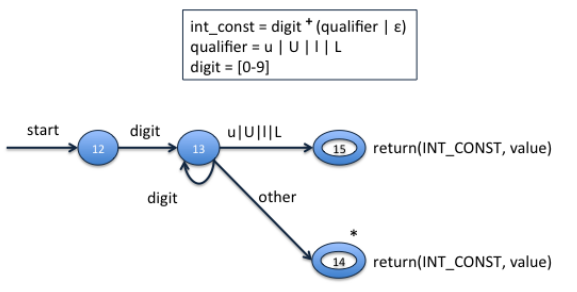 int_const = digit + (qualifier | ε)
qualifier = u | U | l | L
digit = [0-9]
start
digit
u|U|l|L
12
13
15
return(INT_CONST, value)
digit
other
*
14
return(INT_CONST, value)